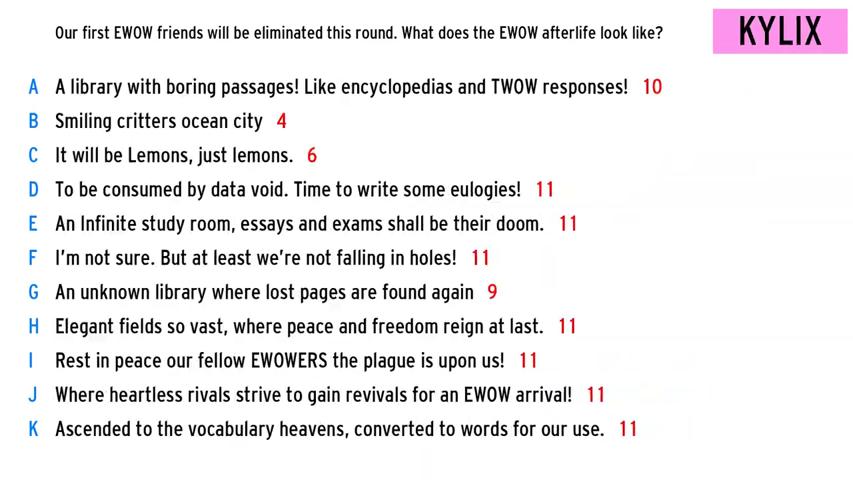 Our first EWOW friends will be eliminated this round. What does the EWOW afterlife look like?
KYLIX
A A library with boring passages! Like encyclopedias and TWOW responses! 10
B Smiling critters ocean city 4
C It will be Lemons, just lemons. 6
D To be consumed by data void. Time to write some eulogies! 11
E An Infinite study room, essays and exams shall be their doom. 11
F I'm not sure. But at least we're not falling in holes! 11
G An unknown library where lost pages are found again 9
H Elegant fields so vast, where peace and freedom reign at last. 11
I Rest in peace our fellow EWOWERS the plague is upon us! 11
J Where heartless rivals strive to gain revivals for an EWOW arrival! 11
K Ascended to the vocabulary heavens, converted to words for our use. 11